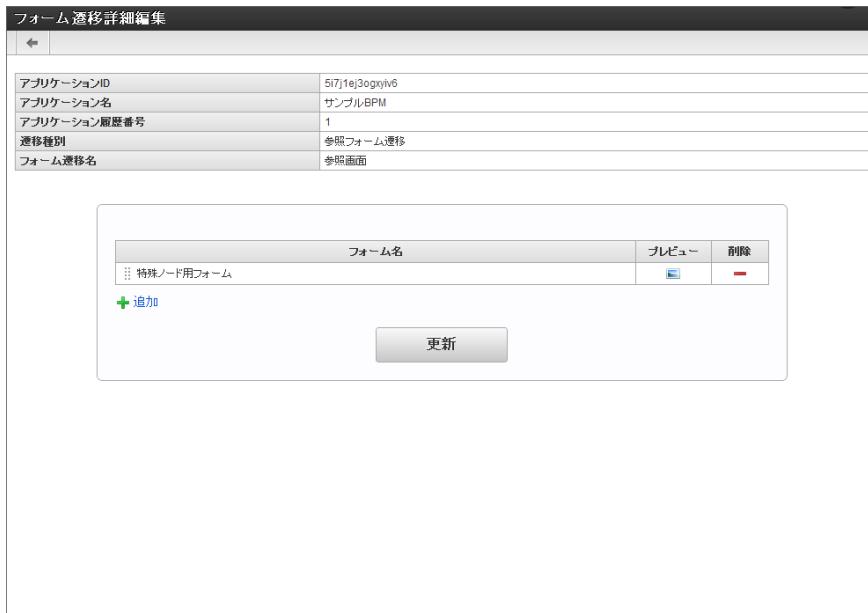 フォーム遷移詳細編集
アプリケーションID 5i7j1ej3ogxyiv6
アプリケーション名 サンプルBPM
アプリケーション履歴番号 1
遷移種別 参照フォーム遷移
フォーム遷移名 参照画面
フォーム名 プレビュー 削除
特殊ノード用フォーム
追加
更新